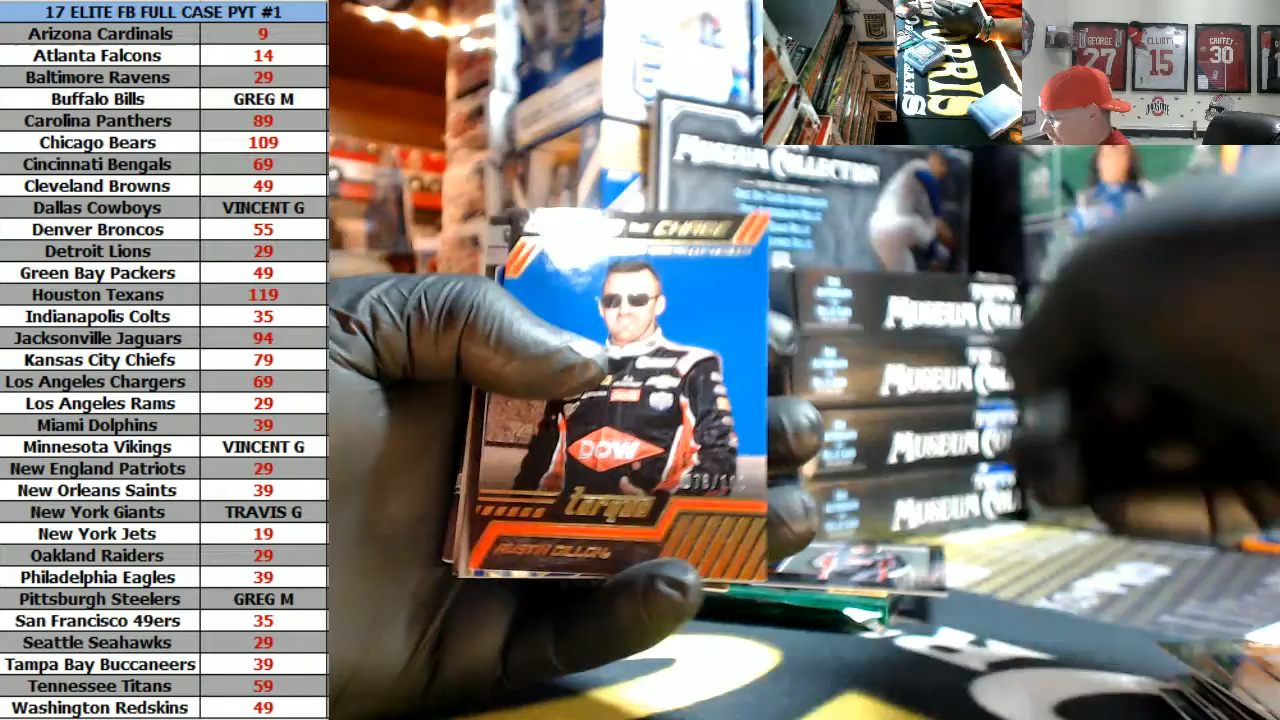 17 ELITE FB FULL CASE PYT #1
Arizona Cardinals 9
Atlanta Falcons 14
Baltimore Ravens 29
Buffalo Bills GREG M
Carolina Panthers 89
Chicago Bears 109
Cincinnati Bengals 69
Cleveland Browns 49
Dallas Cowboys VINCENT G
Denver Broncos 55
Detroit Lions 29
Green Bay Packers 49
Houston Texans 119
Indianapolis Colts 35
Jacksonville Jaguars 94
Kansas City Chiefs 79
Los Angeles Chargers 69
Los Angeles Rams 29
Miami Dolphins 39
Minnesota Vikings VINCENT G
New England Patriots 29
New Orleans Saints 39
New York Giants TRAVIS G
New York Jets 19
Oakland Raiders 29
Philadelphia Eagles 39
Pittsburgh Steelers GREG M
San Francisco 49ers 35
Seattle Seahawks 29
Tampa Bay Buccaneers 39
Tennessee Titans 59
Washington Redskins 49
GEORGE
27
ELLIOTT
15
GRIFFEY
30
MUSEUM COLLECTION
THE CHASE
DOW
Torque
AUSTIN DILLON
MUSEUM
MUSEUM
MUSEUM
MUSEUM